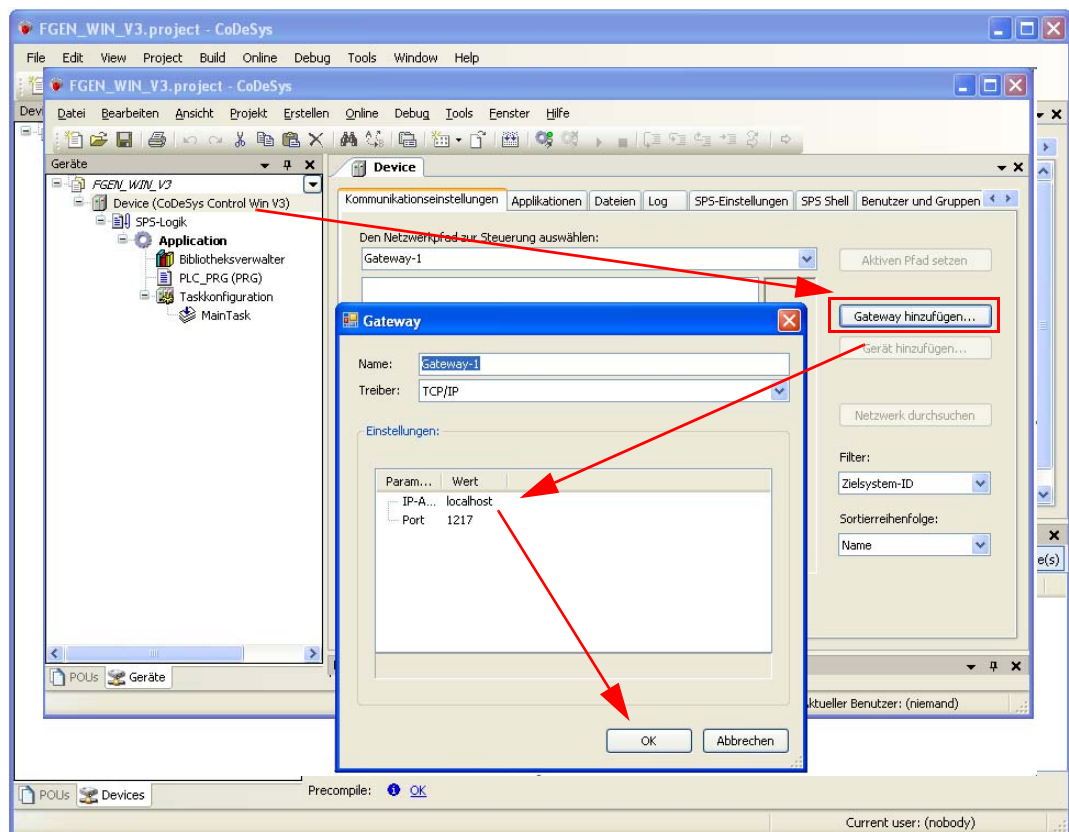 FGEN_WIN_V3.project - CoDeSys
File Edit View Project Build Online Debug Tools Window Help
FGEN_WIN_V3.project - CoDeSys
Datei Bearbeiten Ansicht Projekt Erstellen Online Debug Tools Fenster Hilfe
Geräte
FGEN_WIN_V3
Device (CoDeSys Control Win V3)
SPS-Logik
Application
Bibliotheksverwalter
PLC_PRG (PRG)
Taskkonfiguration
MainTask
POUs Geräte
Device
Kommunikationseinstellungen Applikationen Dateien Log SPS-Einstellungen SPS Shell Benutzer und Gruppen
Den Netzwerkpfad zur Steuerung auswählen:
Gateway-1
Aktiven Pfad setzen
Gateway hinzufügen...
Gerät hinzufügen...
Netzwerk durchsuchen
Filter:
Zielsystem-ID
Sortierreihenfolge:
Name
Gateway
Name: Gateway-1
Treiber: TCP/IP
Einstellungen:
Param... Wert
IP-A... localhost
Port 1217
OK Abbrechen
Benutzer: (niemand)
e(s)
POUs Devices
Precompile: OK
Current user: (nobody)